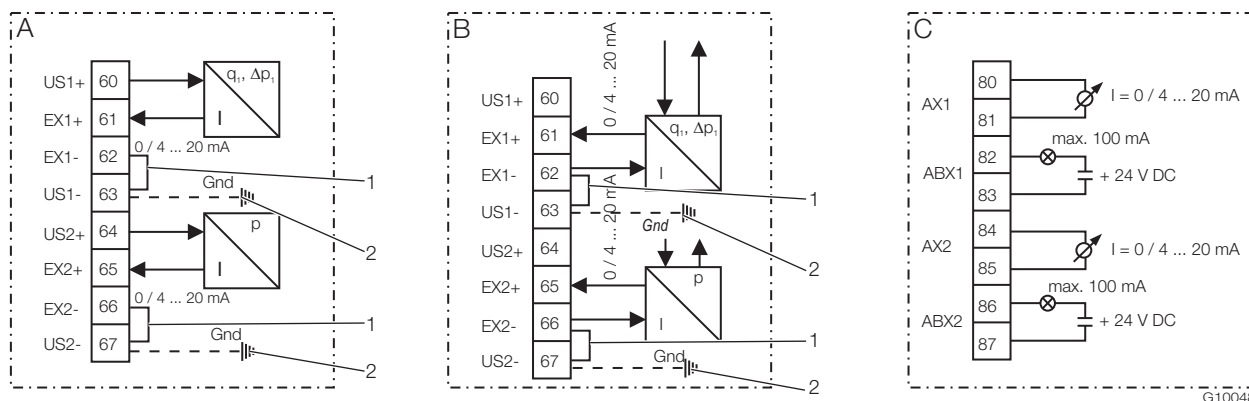 A
US1+ 60 q₁, Δp₁
EX1+ 61 I
EX1- 62 0 / 4 ... 20 mA
1
US1- 63 Gnd
US2+ 64 p
2
EX2+ 65 I
0 / 4 ... 20 mA
EX2- 66
1
US2- 67 Gnd
2
B
0 / 4 ... 20 mA
US1+ 60
EX1+ 61 q₁, Δp₁
EX1- 62 I
1
US1- 63 Gnd
0 / 4 ... 20 mA
US2+ 64
2
EX2+ 65 p
EX2- 66 I
1
US2- 67 Gnd
2
C
80
AX1 I = 0 / 4 ... 20 mA
81
max. 100 mA
82
ABX1 + 24 V DC
83
84
AX2 I = 0 / 4 ... 20 mA
85
max. 100 mA
86
ABX2 + 24 V DC
87